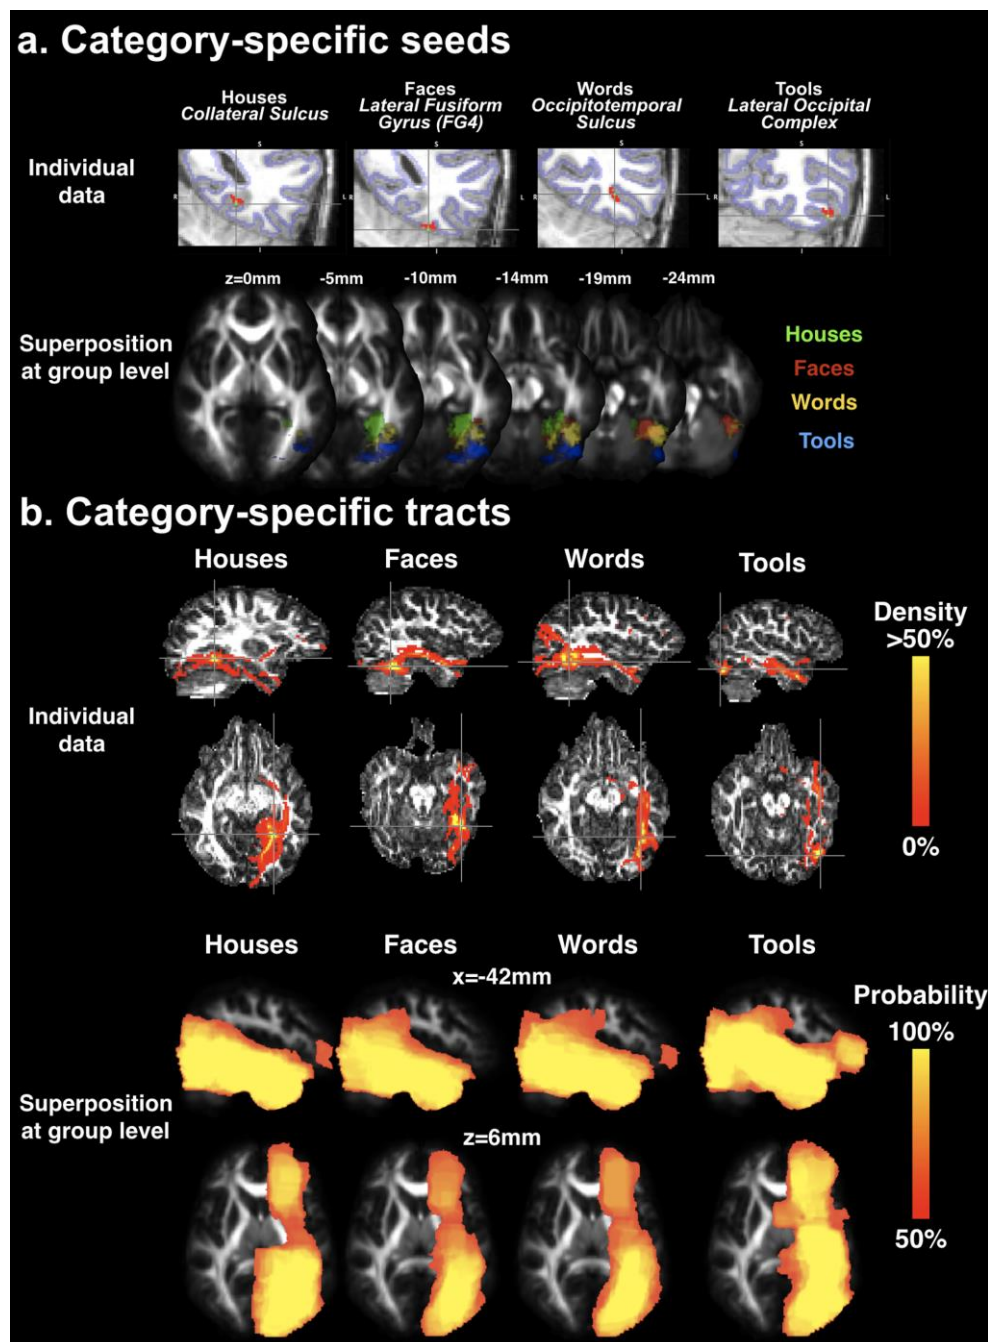 a. Category-specific seeds
Houses
Collateral Sulcus
Faces
Lateral Fusiform
Gyrus (FG4)
Words
Occipitotemporal
Sulcus
Tools
Lateral Occipital
Complex
Individual
data
S
S
S
S
R
L
R
L
R
L
R
L
I
I
I
I
z=0mm -5mm -10mm -14mm -19mm -24mm
Superposition
at group level
Houses
Faces
Words
Tools
b. Category-specific tracts
Houses Faces Words Tools
Individual
data
Density
>50%
0%
Houses Faces Words Tools
x=-42mm
Superposition
at group level
z=6mm
Probability
100%
50%